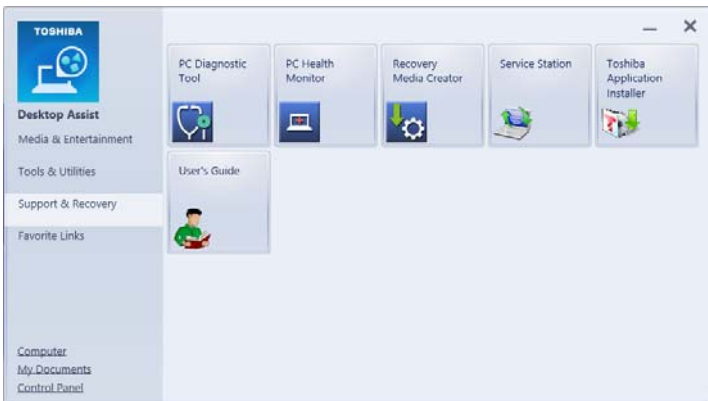 TOSHIBA
Desktop Assist
Media & Entertainment
Tools & Utilities
Support & Recovery
Favorite Links
Computer
My Documents
Control Panel
PC Diagnostic
Tool
PC Health
Monitor
Recovery
Media Creator
Service Station
Toshiba
Application
Installer
User's Guide